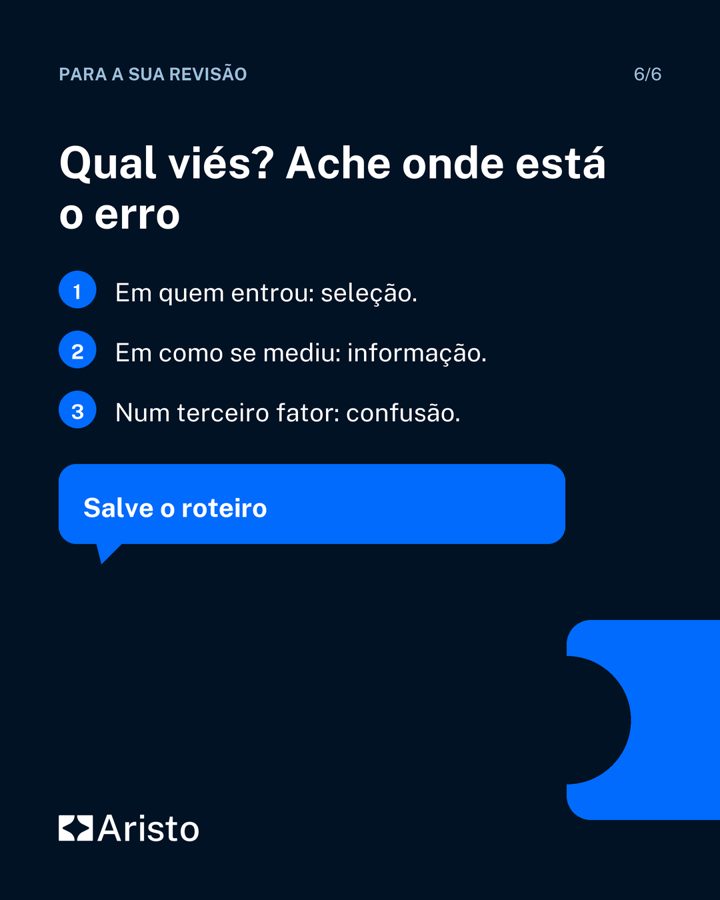 PARA A SUA REVISÃO
6/6
Qual viés? Ache onde está
o erro
1 Em quem entrou: seleção.
2 Em como se mediu: informação.
3 Num terceiro fator: confusão.
Salve o roteiro
Aristo